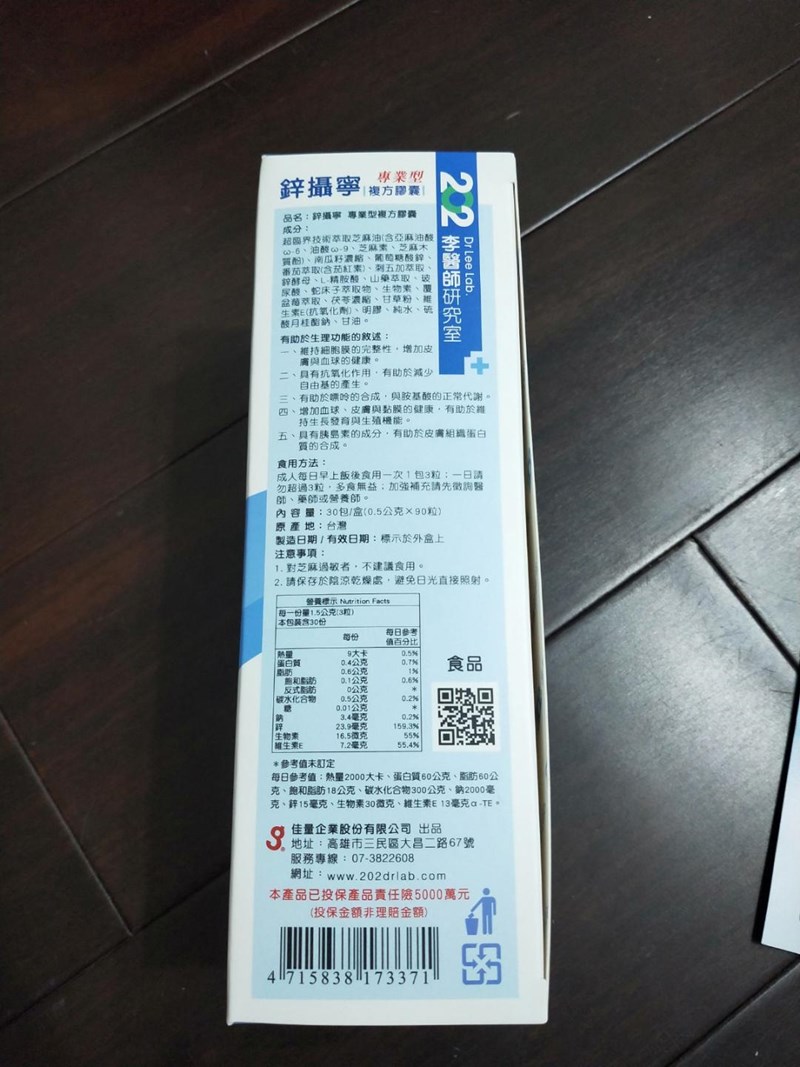 鋅攝寧 專業型
複方膠囊
202
Dr Lee Lab.
李醫師研究室
品名：鋅攝寧 專業型複方膠囊
成分：
超臨界技術萃取芝麻油(含亞麻油酸
ω-6、油酸ω-9、芝麻素、芝麻木
質酚)、南瓜籽濃縮、葡萄糖酸鋅、
番茄萃取(含茄紅素)、刺五加萃取、
鋅酵母、L-精胺酸、山藥萃取、玻
尿酸、蛇床子萃取物、生物素、覆
盆莓萃取、茯苓濃縮、甘草粉、維
生素E(抗氧化劑)、明膠、純水、硫
酸月桂酯鈉、甘油。
有助於生理功能的敘述：
一、維持細胞膜的完整性，增加皮
膚與血球的健康。
二、具有抗氧化作用，有助於減少
自由基的產生。
三、有助於嘌呤的合成，與胺基酸的正常代謝。
四、增加血球、皮膚與黏膜的健康，有助於維
持生長發育與生殖機能。
五、具有胰島素的成分，有助於皮膚組織蛋白
質的合成。
食用方法：
成人每日早上飯後食用一次1包3粒；一日請
勿超過3粒，多食無益；加強補充請先徵詢醫
師、藥師或營養師。
內 容 量：30包/盒(0.5公克×90粒)
原 產 地：台灣
製造日期/有效日期：標示於外盒上
注意事項：
1. 對芝麻過敏者，不建議食用。
2. 請保存於陰涼乾燥處，避免日光直接照射。
營養標示 Nutrition Facts
每一份量1.5公克(3粒)
本包裝含30份
每份 每日參考值百分比
熱量 9大卡 0.5%
蛋白質 0.4公克 0.7%
脂肪 0.6公克 1%
飽和脂肪 0.1公克 0.6%
反式脂肪 0公克 *
碳水化合物 0.5公克 0.2%
糖 0.01公克 *
鈉 3.4毫克 0.2%
鋅 23.9毫克 159.3%
生物素 16.5微克 55%
維生素E 7.2毫克 55.4%
食品
*參考值未訂定
每日參考值：熱量2000大卡、蛋白質60公克、脂肪60公
克、飽和脂肪18公克、碳水化合物300公克、鈉2000毫
克、鋅15毫克、生物素30微克、維生素E 13毫克α-TE。
佳量企業股份有限公司 出品
地址：高雄市三民區大昌二路67號
服務專線：07-3822608
網址：www.202drlab.com
本產品已投保產品責任險5000萬元
(投保金額非理賠金額)
4 715838 173371